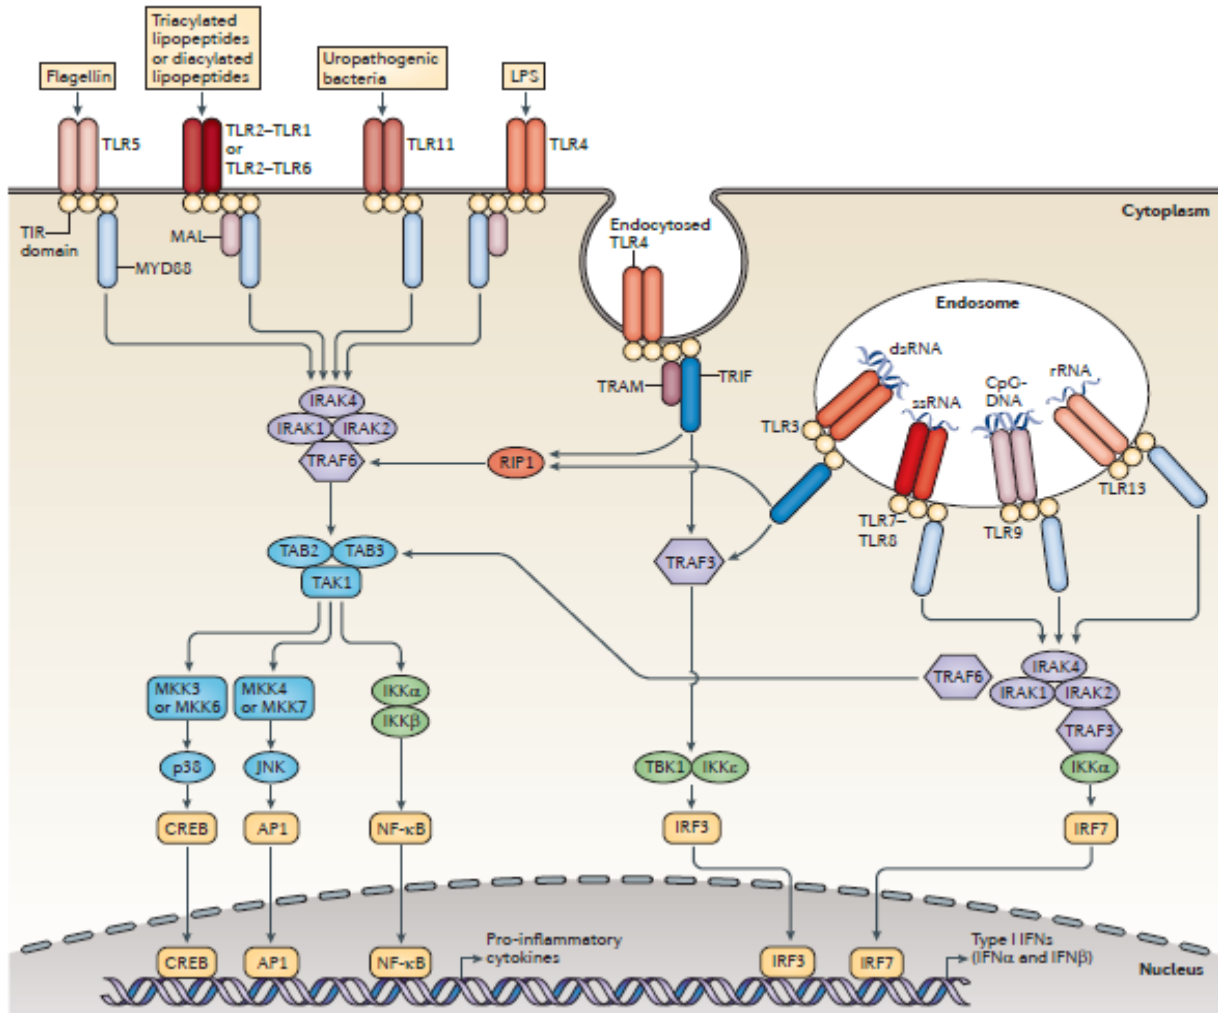 Triacylated
lipopeptides
or diacylated
lipopeptides
Flagellin
Uropathogenic
bacteria
LPS
TLR5
TLR2–TLR1
or
TLR2–TLR6
TLR11
TLR4
Cytoplasm
TIR
domain
MAL
MYD88
Endocytosed
TLR4
Endosome
dsRNA
ssRNA
CpG-
DNA
rRNA
TRAM
TRIF
TLR3
TLR7–
TLR8
TLR9
TLR13
IRAK4
IRAK1
IRAK2
TRAF6
RIP1
TAB2
TAB3
TAK1
TRAF3
MKK3
or MKK6
MKK4
or MKK7
IKKα
IKKβ
TRAF6
IRAK4
IRAK1
IRAK2
TRAF3
IKKα
p38
JNK
TBK1
IKKε
CREB
AP1
NF-κB
IRF3
IRF7
Pro-inflammatory
cytokines
Type I IFNs
(IFNα and IFNβ)
Nucleus
CREB
AP1
NF-κB
IRF3
IRF7